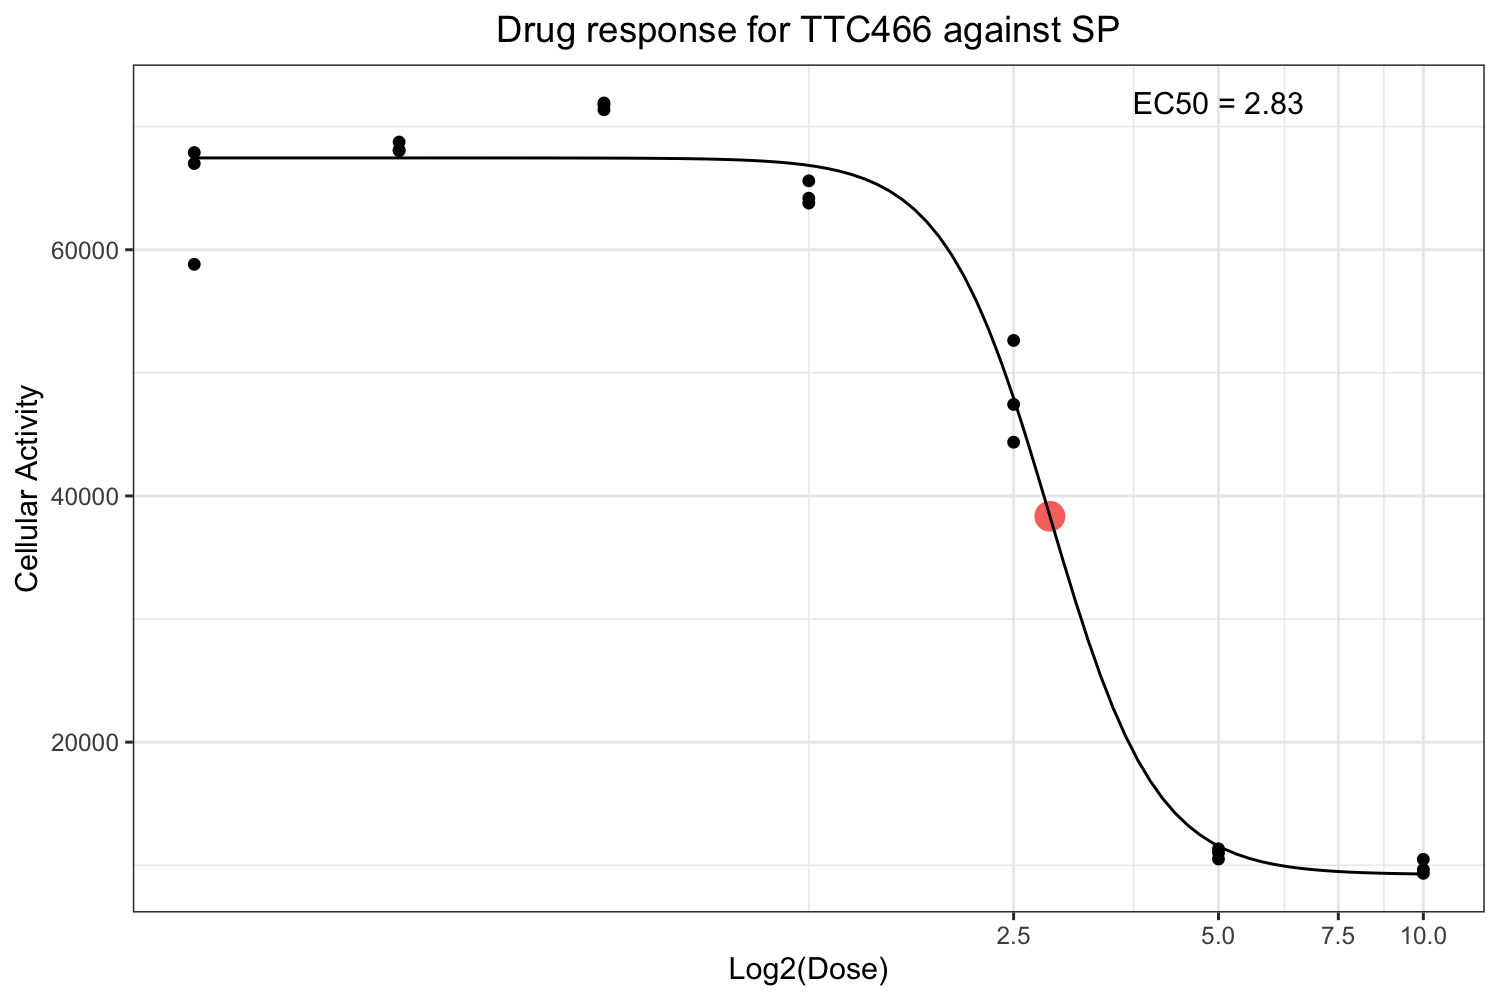 Drug response for TTC466 against SP
EC50 = 2.83
Cellular Activity
60000
40000
20000
2.5 5.0 7.5 10.0
Log2(Dose)